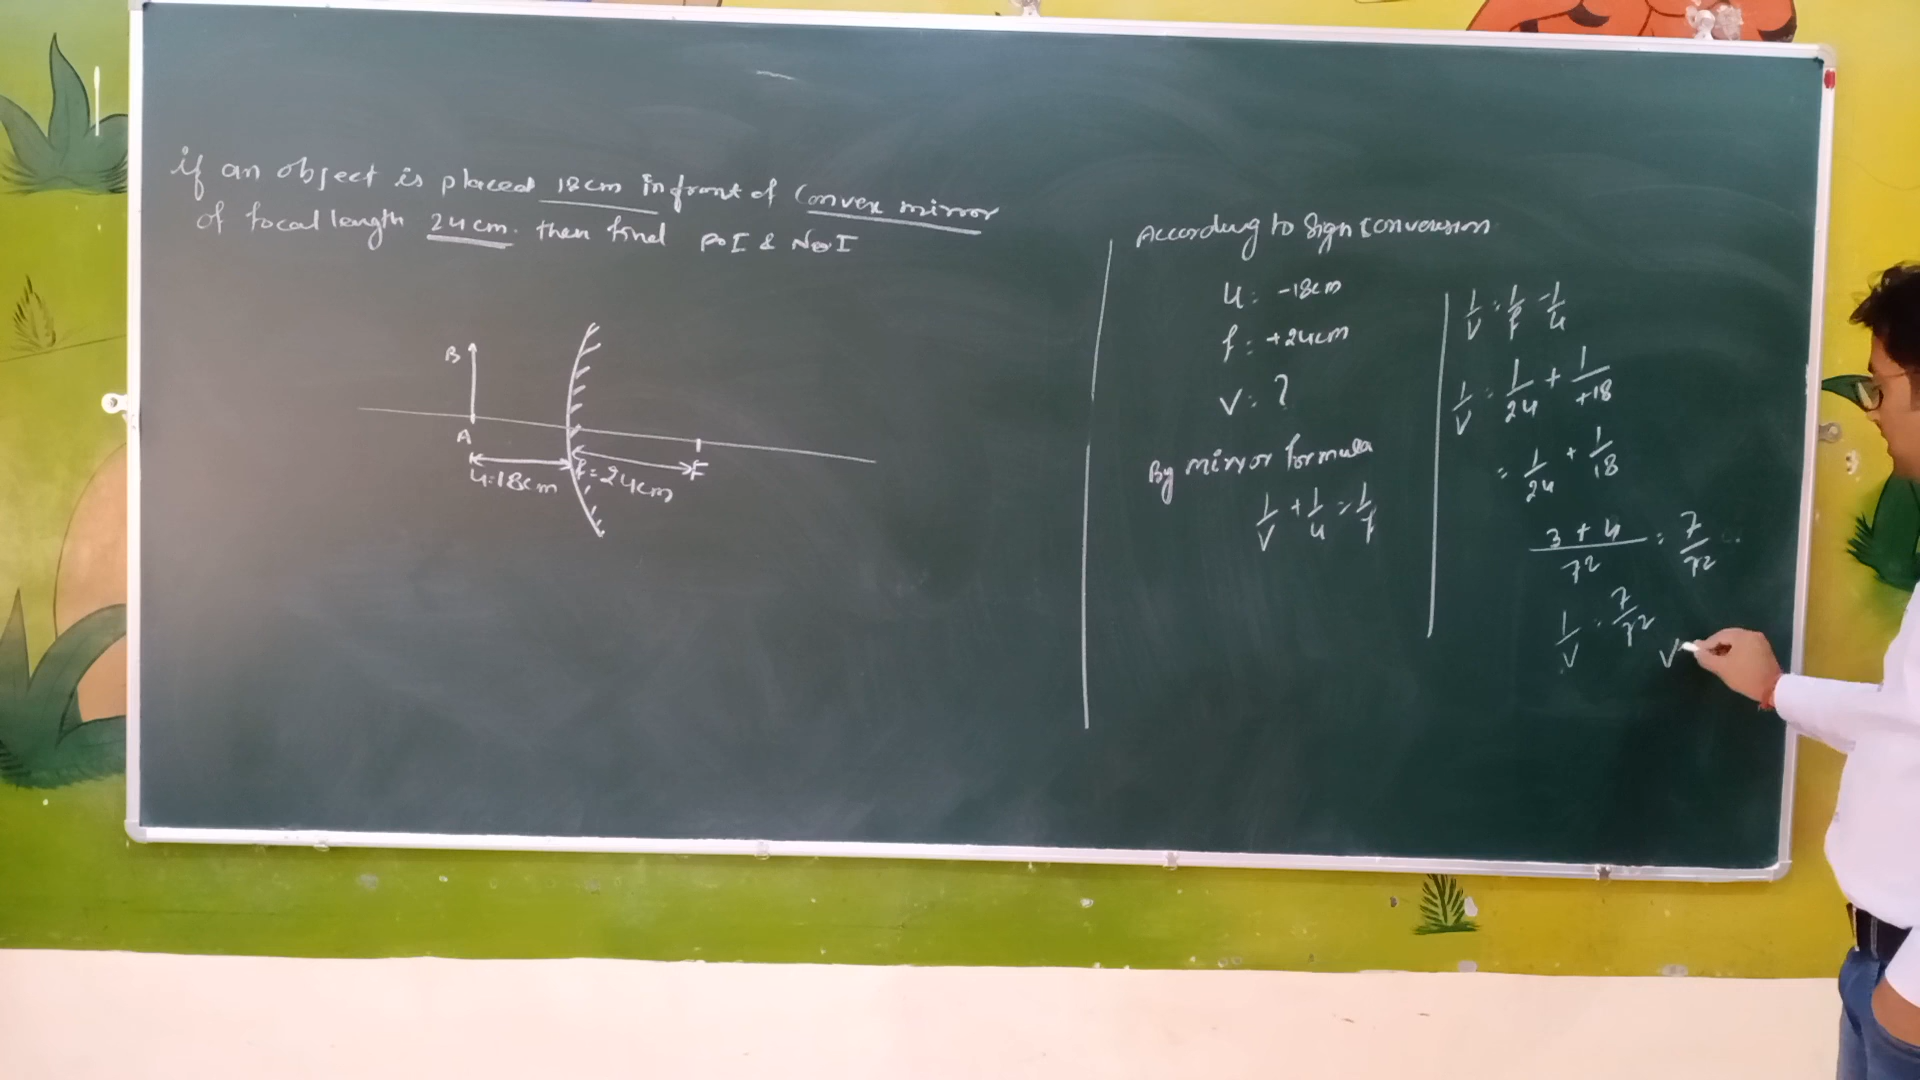 if an object is placed 18cm in front of Convex mirror
of focal length 24cm. then find POI & NOI
B
A
F
u=18cm
f=24cm
According to Sign Conversion
u = -18cm
f = +24cm
v = ?
By mirror formula
1/v + 1/u = 1/f
1/v = 1/f - 1/u
1/v = 1/24 + 1/+18
= 1/24 + 1/18
3+4/72 = 7/72
1/v = 7/72
v